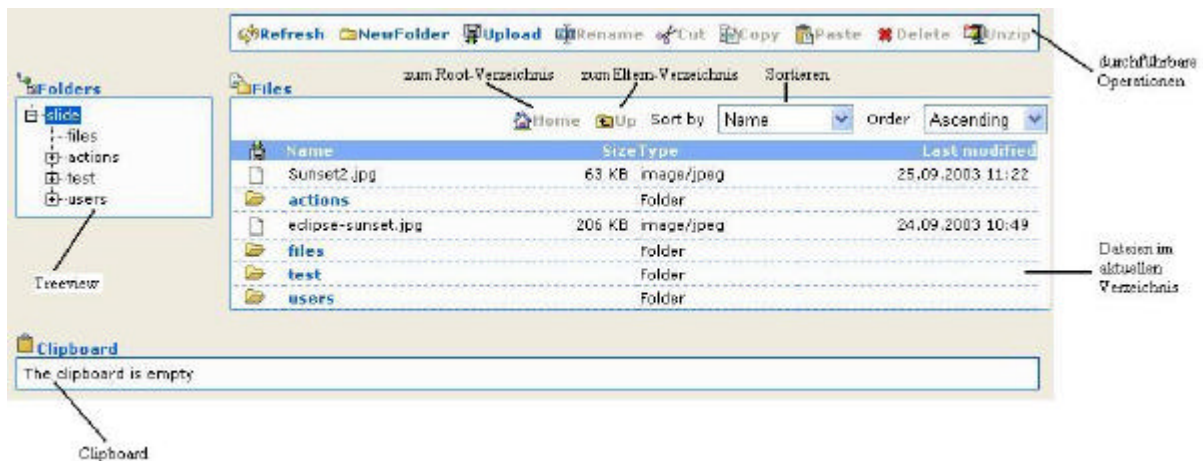 Refresh NewFolder Upload Rename Cut Copy Paste Delete Unzip
durchführbare
Operationen
zum Root-Verzeichnis zum Eltern-Verzeichnis Sortieren
Folders
Files
slide
files
actions
test
users
Home Up Sort by Name Order Ascending
Name Size Type Last modified
Sunset2.jpg 63 KB image/jpeg 25.09.2003 11:22
actions Folder
eclipse-sunset.jpg 206 KB image/jpeg 24.09.2003 10:49
files Folder
test Folder
users Folder
Treeview
Dateien im
aktuellen
Verzeichnis
Clipboard
The clipboard is empty
Clipboard